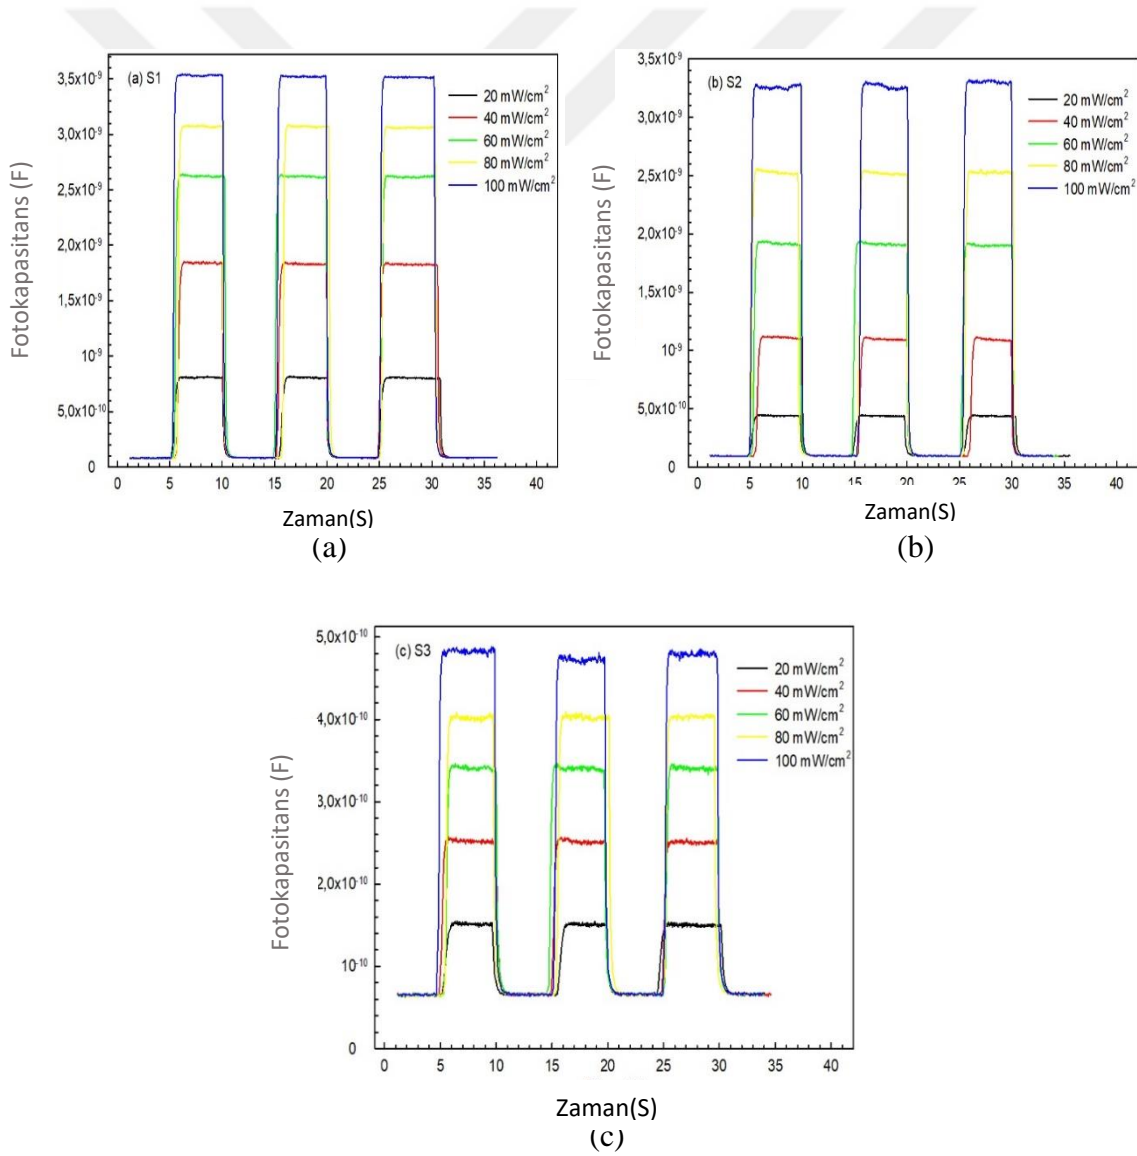 (a) S1
Fotokapasitans (F)
3,5x10⁻⁹
3,0x10⁻⁹
2,5x10⁻⁹
2,0x10⁻⁹
1,5x10⁻⁹
10⁻⁹
5,0x10⁻¹⁰
0
20 mW/cm²
40 mW/cm²
60 mW/cm²
80 mW/cm²
100 mW/cm²
0 5 10 15 20 25 30 35 40
Zaman(S)
(a)
(b) S2
Fotokapasitans (F)
3,5x10⁻⁹
3,0x10⁻⁹
2,5x10⁻⁹
2,0x10⁻⁹
1,5x10⁻⁹
10⁻⁹
5,0x10⁻¹⁰
0
20 mW/cm²
40 mW/cm²
60 mW/cm²
80 mW/cm²
100 mW/cm²
0 5 10 15 20 25 30 35 40
Zaman(S)
(b)
(c) S3
Fotokapasitans (F)
5,0x10⁻¹⁰
4,0x10⁻¹⁰
3,0x10⁻¹⁰
2,0x10⁻¹⁰
10⁻¹⁰
0
20 mW/cm²
40 mW/cm²
60 mW/cm²
80 mW/cm²
100 mW/cm²
0 5 10 15 20 25 30 35 40
Zaman(S)
(c)